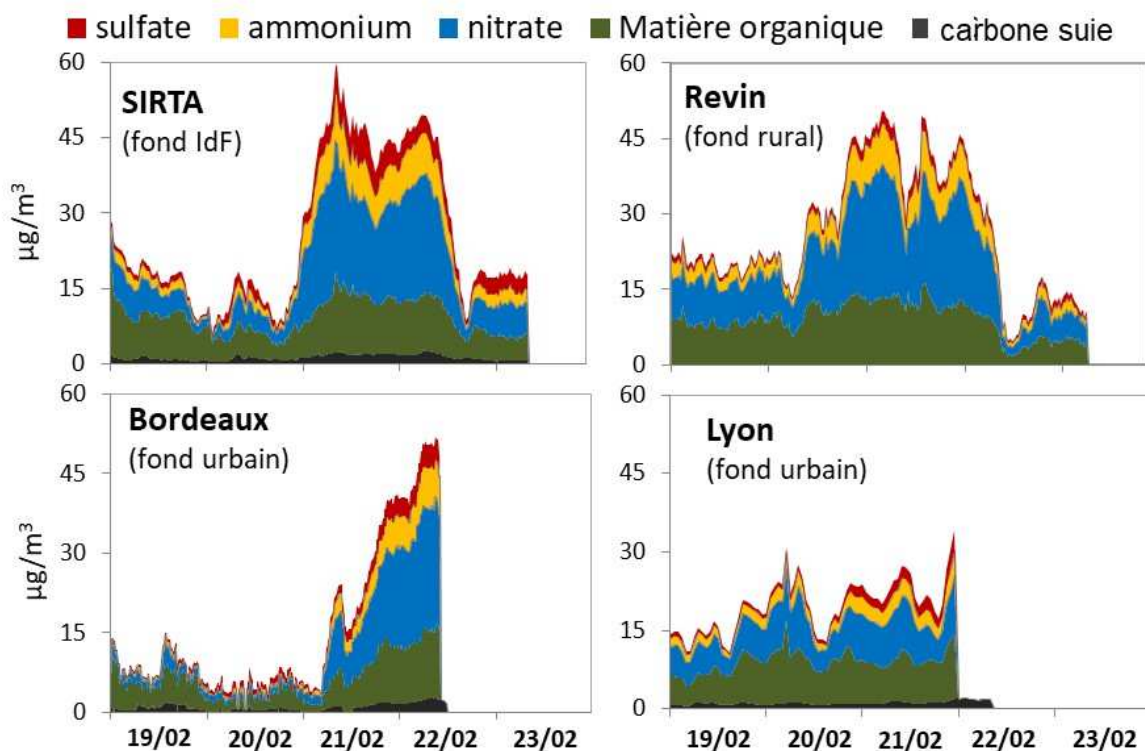 sulfate ammonium nitrate Matière organique carbone suie
60
45
30
15
0
µg/m³
SIRTA
(fond IdF)
60
45
30
15
0
Revin
(fond rural)
60
45
30
15
0
µg/m³
Bordeaux
(fond urbain)
19/02 20/02 21/02 22/02 23/02
60
45
30
15
0
Lyon
(fond urbain)
19/02 20/02 21/02 22/02 23/02